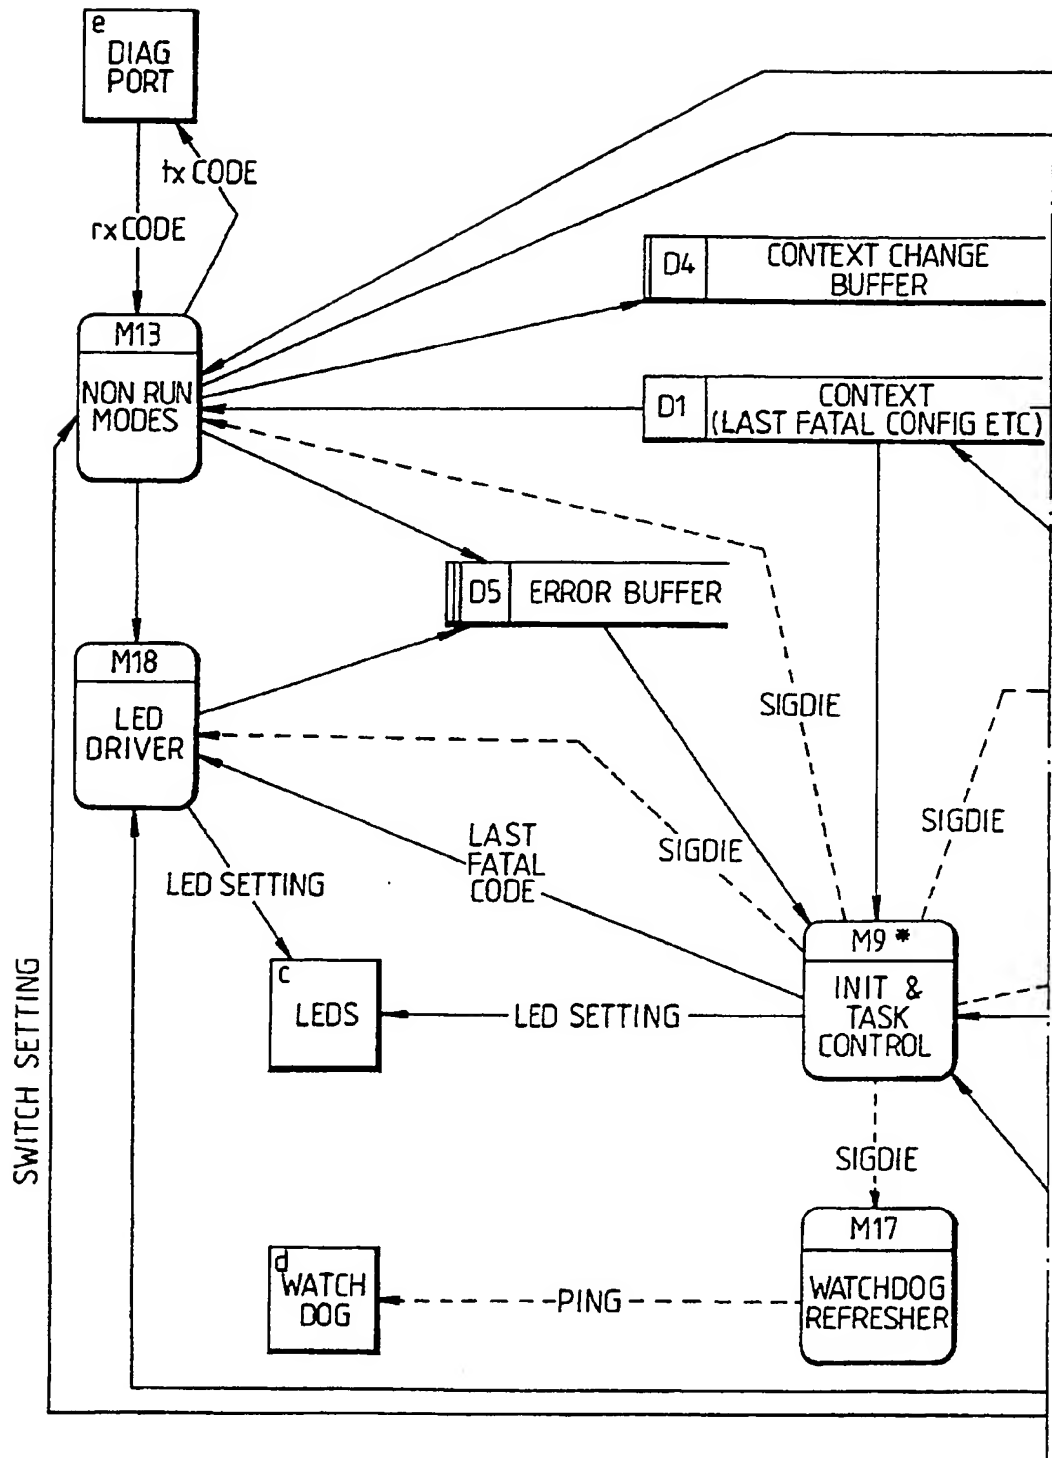 e
DIAG
PORT
tx CODE
rx CODE
D4
CONTEXT CHANGE
BUFFER
M13
NON RUN
MODES
D1
CONTEXT
(LAST FATAL CONFIG ETC)
D5
ERROR BUFFER
M18
LED
DRIVER
SIGDIE
SIGDIE
SIGDIE
LAST
FATAL
CODE
LED SETTING
M9 *
INIT &
TASK
CONTROL
c
LEDS
LED SETTING
SWITCH SETTING
SIGDIE
M17
WATCHDOG
REFRESHER
d
WATCH
DOG
PING